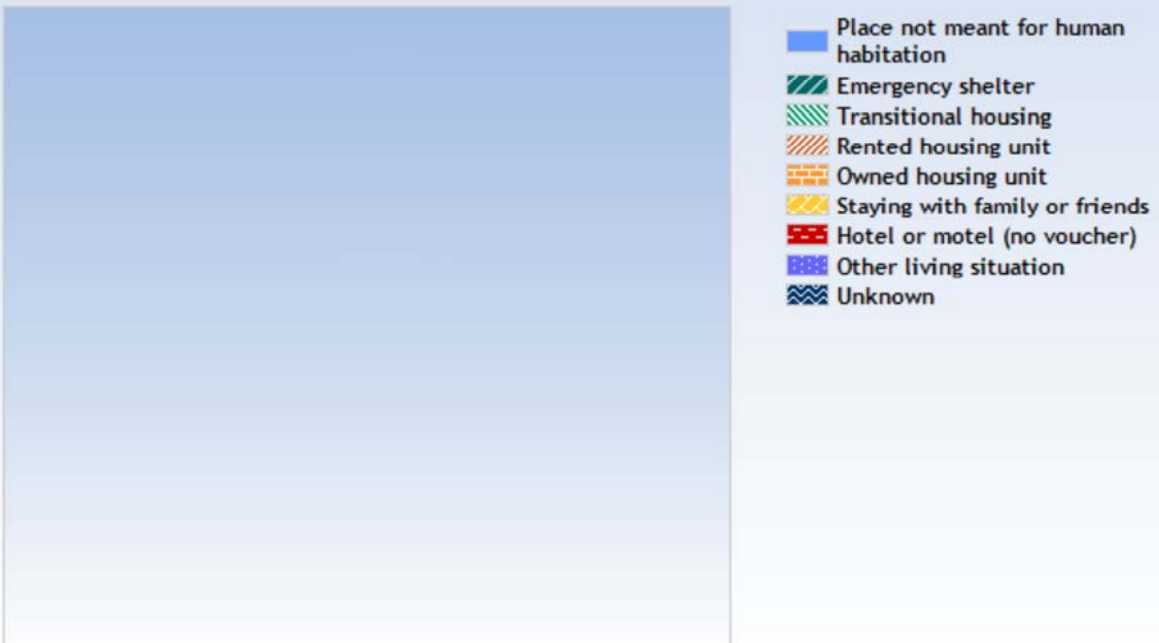 Place not meant for human
habitation
Emergency shelter
Transitional housing
Rented housing unit
Owned housing unit
Staying with family or friends
Hotel or motel (no voucher)
Other living situation
Unknown